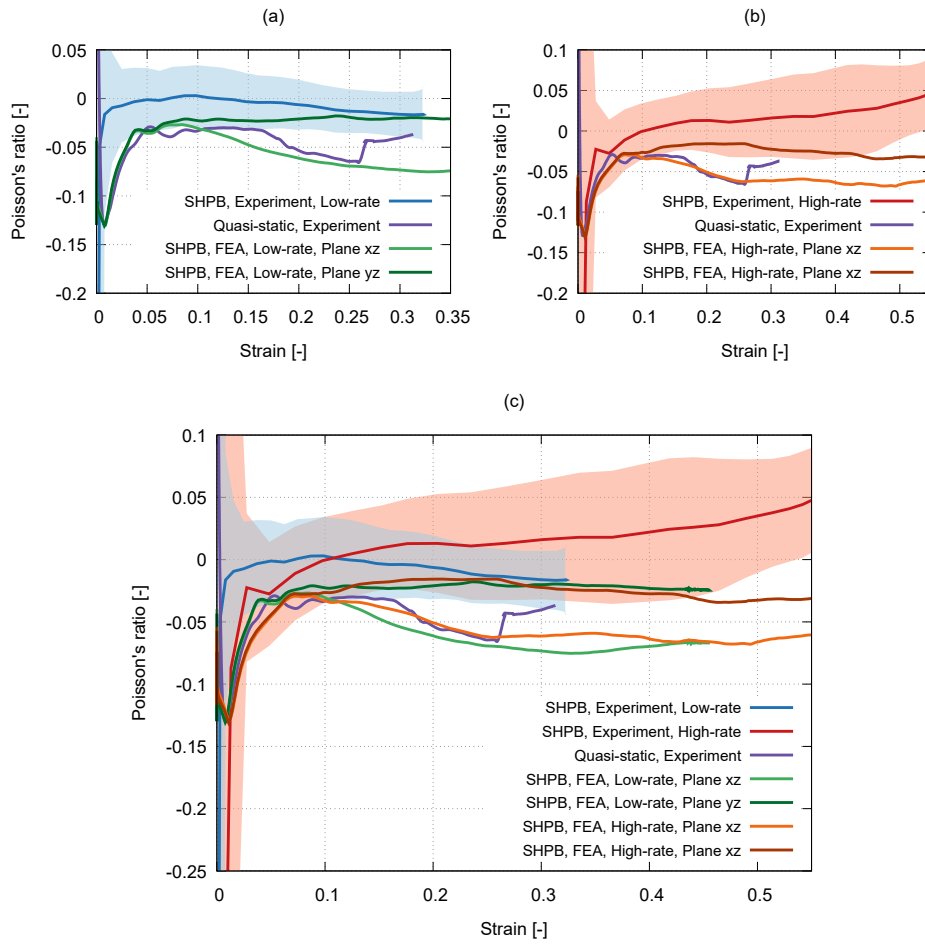 (a)
0.05
0
-0.05
-0.1
-0.15
-0.2
Poisson's ratio [-]
SHPB, Experiment, Low-rate
Quasi-static, Experiment
SHPB, FEA, Low-rate, Plane xz
SHPB, FEA, Low-rate, Plane yz
0 0.05 0.1 0.15 0.2 0.25 0.3 0.35
Strain [-]
(b)
0.1
0.05
0
-0.05
-0.1
-0.15
-0.2
Poisson's ratio [-]
SHPB, Experiment, High-rate
Quasi-static, Experiment
SHPB, FEA, High-rate, Plane xz
SHPB, FEA, High-rate, Plane xz
0 0.1 0.2 0.3 0.4 0.5
Strain [-]
(c)
0.1
0.05
0
-0.05
-0.1
-0.15
-0.2
-0.25
Poisson's ratio [-]
SHPB, Experiment, Low-rate
SHPB, Experiment, High-rate
Quasi-static, Experiment
SHPB, FEA, Low-rate, Plane xz
SHPB, FEA, Low-rate, Plane yz
SHPB, FEA, High-rate, Plane xz
SHPB, FEA, High-rate, Plane xz
0 0.1 0.2 0.3 0.4 0.5
Strain [-]